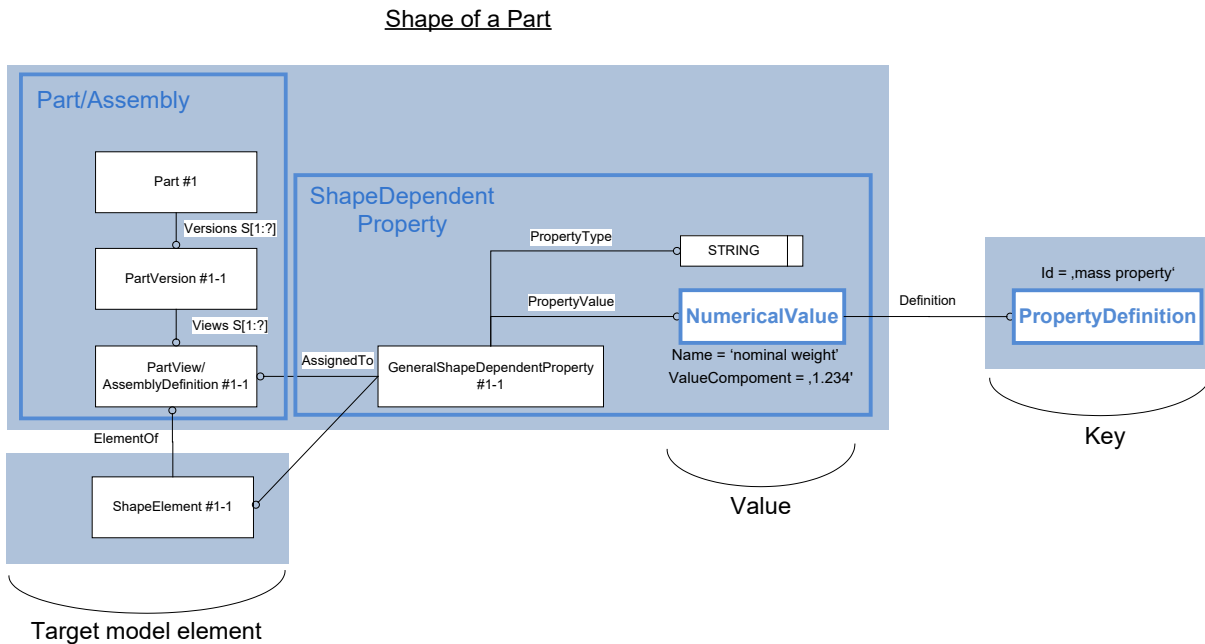 Shape of a Part
Part/Assembly
Part #1
Versions S[1:?]
PartVersion #1-1
Views S[1:?]
PartView/
AssemblyDefinition #1-1
ElementOf
ShapeElement #1-1
Target model element
ShapeDependent
Property
PropertyType
STRING
PropertyValue
NumericalValue
Name = ‘nominal weight’
ValueCompoment = ‚1.234'
AssignedTo
GeneralShapeDependentProperty
#1-1
Value
Definition
Id = ‚mass property‘
PropertyDefinition
Key